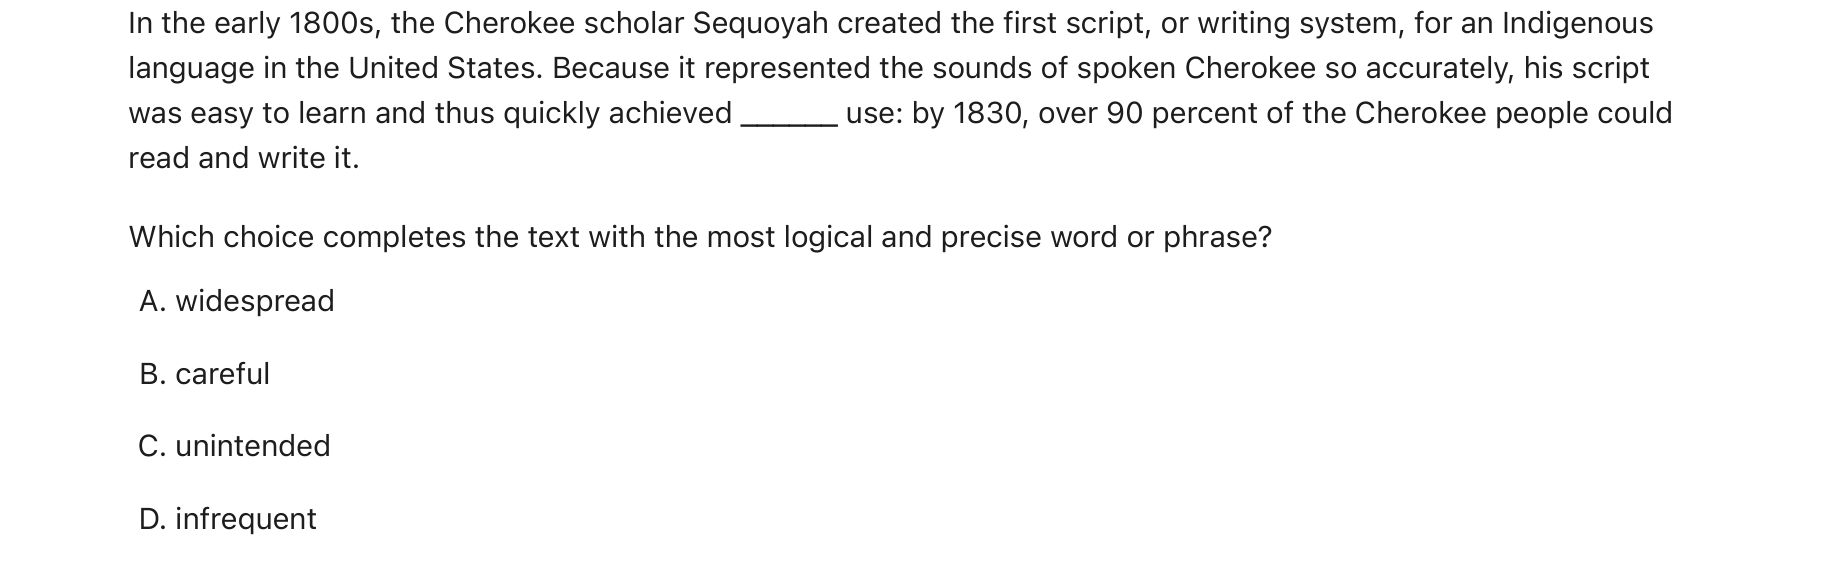 In the early 1800s, the Cherokee scholar Sequoyah created the first script, or writing system, for an Indigenous
language in the United States. Because it represented the sounds of spoken Cherokee so accurately, his script
was easy to learn and thus quickly achieved ______ use: by 1830, over 90 percent of the Cherokee people could
read and write it.
Which choice completes the text with the most logical and precise word or phrase?
A. widespread
B. careful
C. unintended
D. infrequent